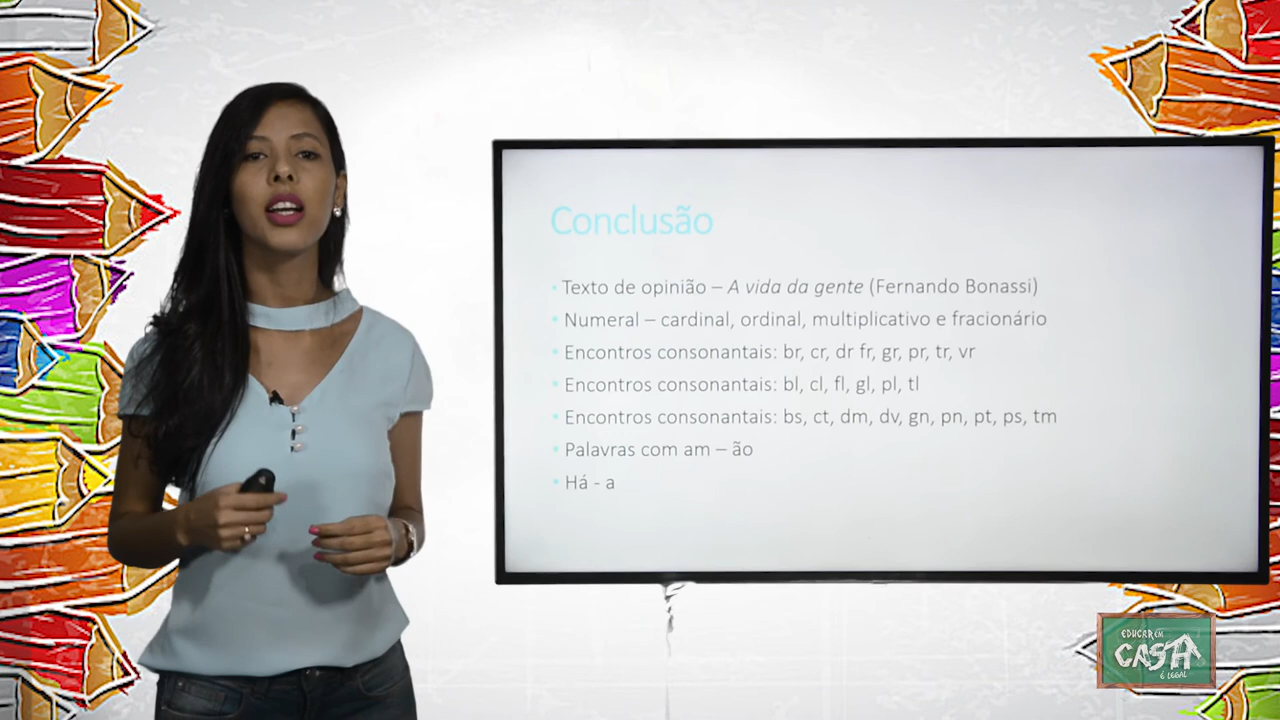 Conclusão
• Texto de opinião – A vida da gente (Fernando Bonassi)
• Numeral – cardinal, ordinal, multiplicativo e fracionário
• Encontros consonantais: br, cr, dr fr, gr, pr, tr, vr
• Encontros consonantais: bl, cl, fl, gl, pl, tl
• Encontros consonantais: bs, ct, dm, dv, gn, pn, pt, ps, tm
• Palavras com am – ão
• Há - a
EDUCAR EM
CASA
É LEGAL